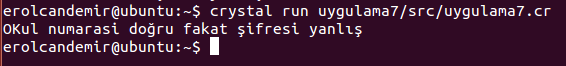 erolcandemir@ubuntu:~$ crystal run uygulama7/src/uygulama7.cr
OKul numarasi doğru fakat şifresi yanlış
erolcandemir@ubuntu:~$